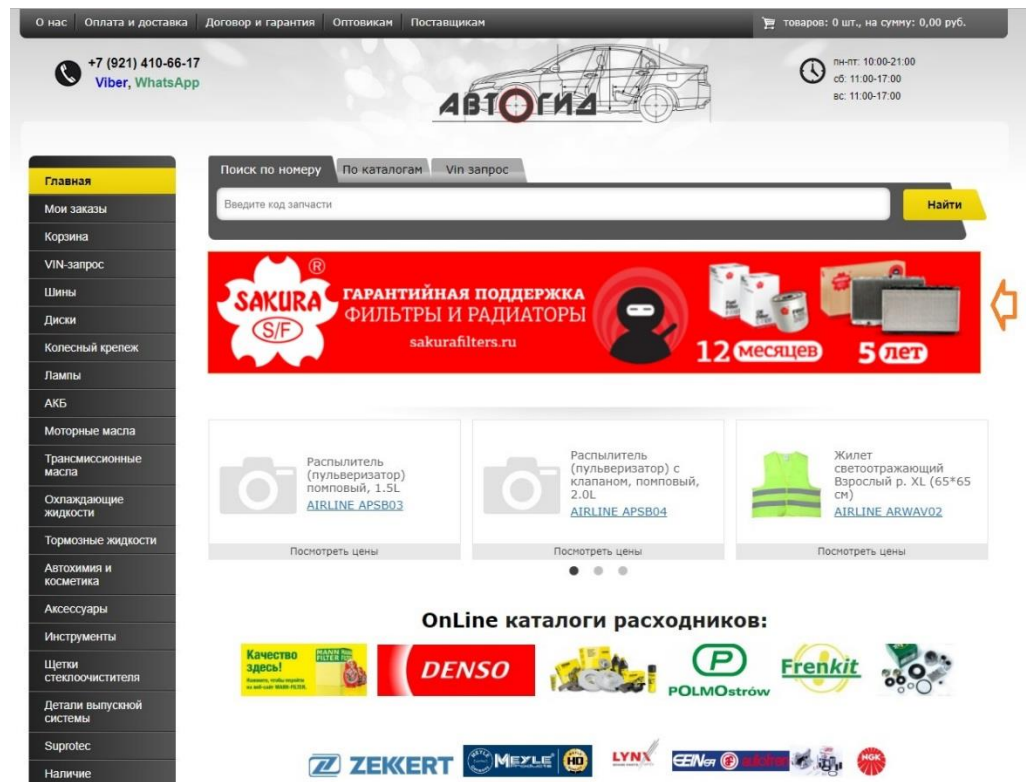 О нас
Оплата и доставка
Договор и гарантия
Оптовикам
Поставщикам
товаров: 0 шт., на сумму: 0,00 руб.
+7 (921) 410-66-17
Viber, WhatsApp
АВТОГИД
пн-пт: 10:00-21:00
сб: 11:00-17:00
вс: 11:00-17:00
Главная
Мои заказы
Корзина
VIN-запрос
Шины
Диски
Колесный крепеж
Лампы
АКБ
Моторные масла
Трансмиссионные
масла
Охлаждающие
жидкости
Тормозные жидкости
Автохимия и
косметика
Аксессуары
Инструменты
Щетки
стеклоочистителя
Детали выпускной
системы
Suprotec
Наличие
Поиск по номеру
По каталогам
Vin запрос
Введите код запчасти
Найти
SAKURA ®
S/F
ГАРАНТИЙНАЯ ПОДДЕРЖКА
ФИЛЬТРЫ И РАДИАТОРЫ
sakurafilters.ru
12 месяцев
5 лет
Распылитель
(пульверизатор)
помповый, 1.5L
AIRLINE APSB03
Посмотреть цены
Распылитель
(пульверизатор) с
клапаном, помповый,
2.0L
AIRLINE APSB04
Посмотреть цены
Жилет
светоотражающий
Взрослый р. XL (65*65
см)
AIRLINE ARWAV02
Посмотреть цены
OnLine каталоги расходников:
Качество
здесь!
MANN
FILTER
DENSO
P
POLMOstrów
Frenkit
Z ZEKKERT
MEYLE
HD
LYNX
NGK